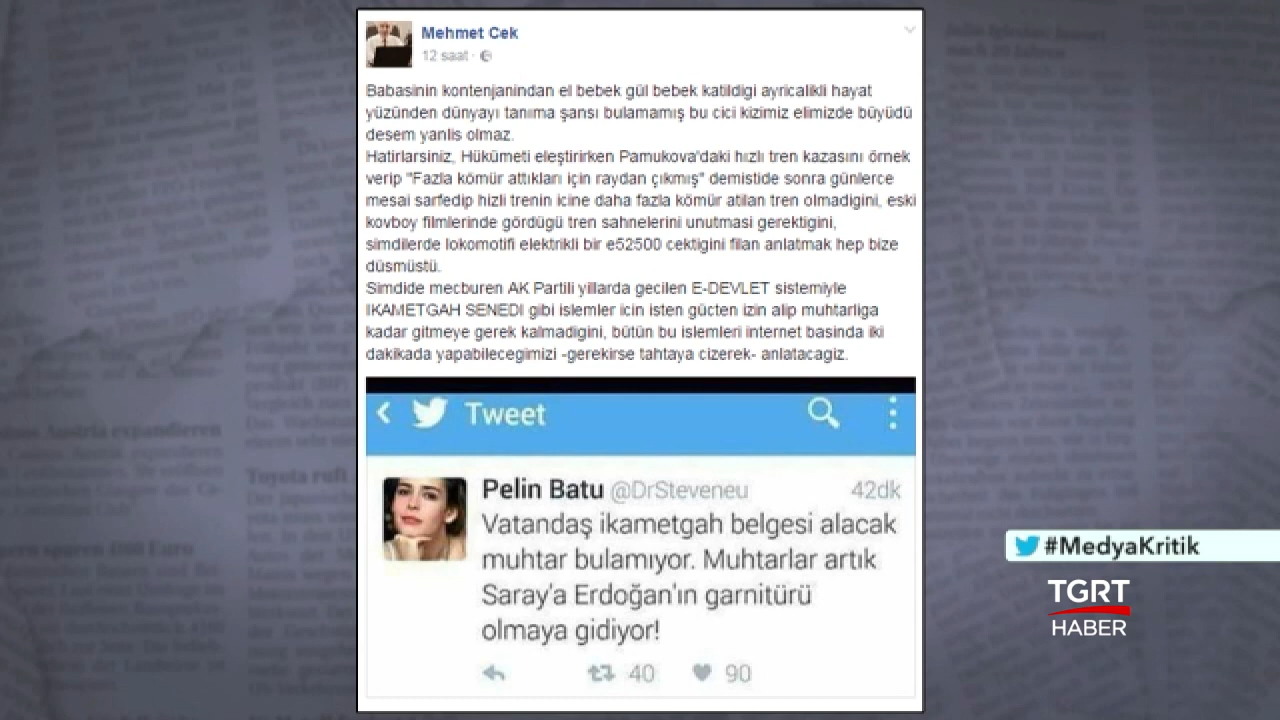 Mehmet Cek
12 saat ·
Babasinin kontenjanindan el bebek gül bebek katildigi ayricalikli hayat
yüzünden dünyayı tanıma şansı bulamamış bu cici kizimiz elimizde büyüdü
desem yanlis olmaz.
Hatirlarsiniz, Hükümeti eleştirirken Pamukova'daki hızlı tren kazasını örnek
verip "Fazla kömür attıkları için raydan çıkmış" demistide sonra günlerce
mesai sarfedip hizli trenin icine daha fazla kömür atilan tren olmadigini, eski
kovboy filmlerinde gördügü tren sahnelerini unutmasi gerektigini,
simdilerde lokomotifi elektrikli bir e52500 cektigini filan anlatmak hep bize
düsmüstü.
Simdide mecburen AK Partili yillarda gecilen E-DEVLET sistemiyle
IKAMETGAH SENEDI gibi islemler icin isten gücten izin alip muhtarliga
kadar gitmeye gerek kalmadigini, bütün bu islemleri internet basinda iki
dakikada yapabilecegimizi -gerekirse tahtaya cizerek- anlatacagiz.
Tweet
Pelin Batu @DrSteveneu 42dk
Vatandaş ikametgah belgesi alacak
muhtar bulamıyor. Muhtarlar artık
Saray'a Erdoğan'ın garnitürü
olmaya gidiyor!
40 90
#MedyaKritik
TGRT
HABER